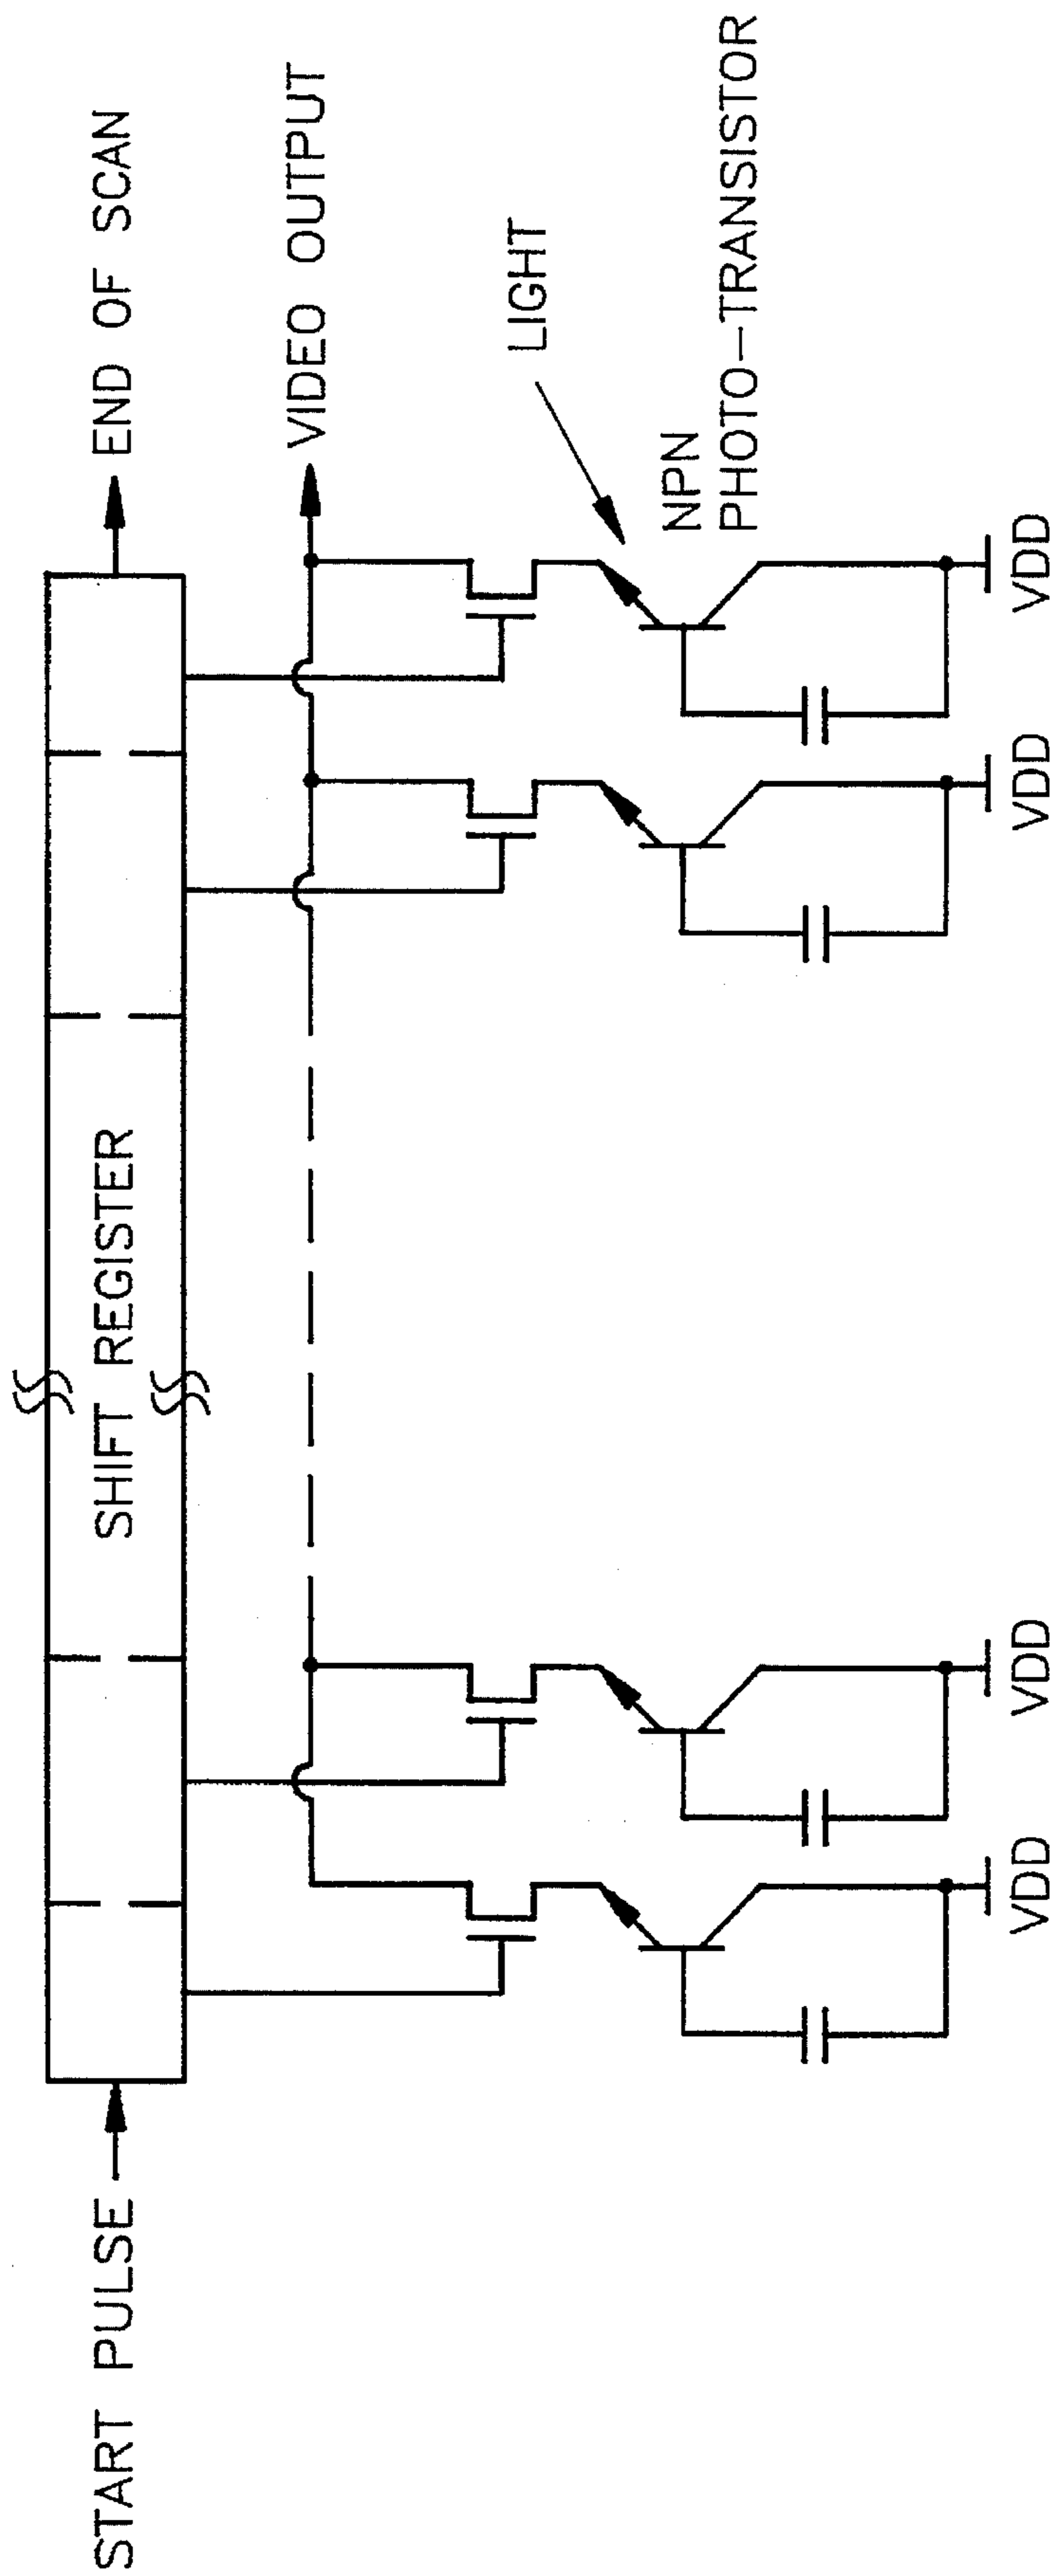 START PULSE
SHIFT REGISTER
END OF SCAN
VIDEO OUTPUT
LIGHT
NPN
PHOTO-TRANSISTOR
VDD
VDD
VDD
VDD